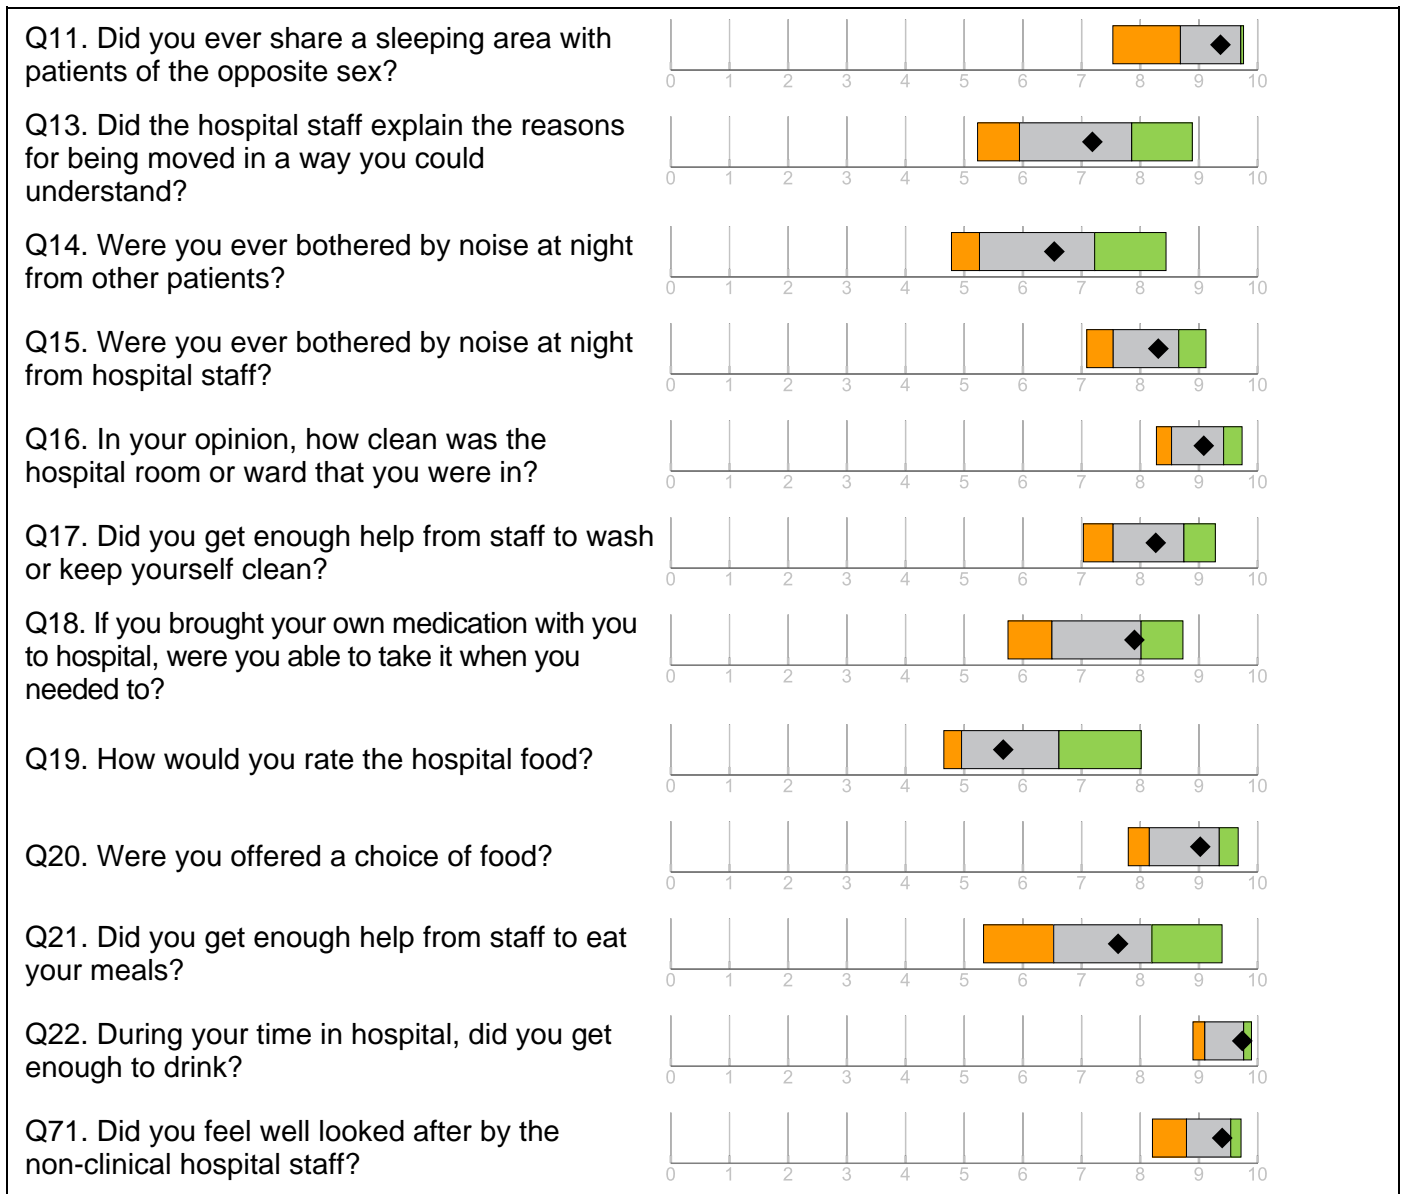 Q11. Did you ever share a sleeping area with
patients of the opposite sex?
0 1 2 3 4 5 6 7 8 9 10
Q13. Did the hospital staff explain the reasons
for being moved in a way you could
understand?
0 1 2 3 4 5 6 7 8 9 10
Q14. Were you ever bothered by noise at night
from other patients?
0 1 2 3 4 5 6 7 8 9 10
Q15. Were you ever bothered by noise at night
from hospital staff?
0 1 2 3 4 5 6 7 8 9 10
Q16. In your opinion, how clean was the
hospital room or ward that you were in?
0 1 2 3 4 5 6 7 8 9 10
Q17. Did you get enough help from staff to wash
or keep yourself clean?
0 1 2 3 4 5 6 7 8 9 10
Q18. If you brought your own medication with you
to hospital, were you able to take it when you
needed to?
0 1 2 3 4 5 6 7 8 9 10
Q19. How would you rate the hospital food?
0 1 2 3 4 5 6 7 8 9 10
Q20. Were you offered a choice of food?
0 1 2 3 4 5 6 7 8 9 10
Q21. Did you get enough help from staff to eat
your meals?
0 1 2 3 4 5 6 7 8 9 10
Q22. During your time in hospital, did you get
enough to drink?
0 1 2 3 4 5 6 7 8 9 10
Q71. Did you feel well looked after by the
non-clinical hospital staff?
0 1 2 3 4 5 6 7 8 9 10